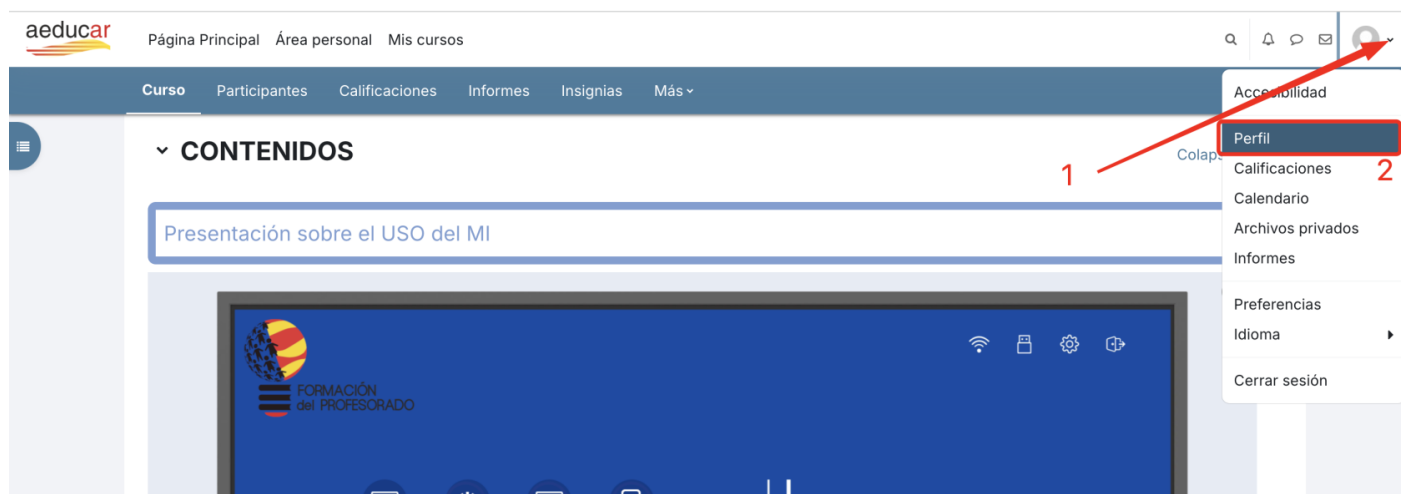 aeducar
Página Principal Área personal Mis cursos
Curso Participantes Calificaciones Informes Insignias Más
Accesibilidad
CONTENIDOS
Colaps
1
Perfil
2
Calificaciones
Calendario
Archivos privados
Informes
Preferencias
Idioma
Cerrar sesión
Presentación sobre el USO del MI
FORMACIÓN
del PROFESORADO